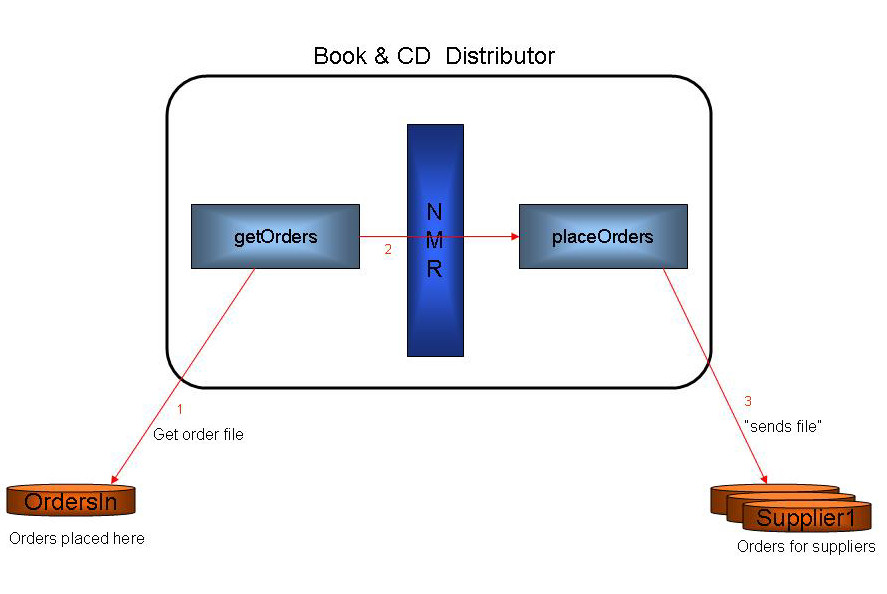 Book & CD  Distributor
N
M
R
getOrders
placeOrders
2
1
Get order file
3
"sends file"
OrdersIn
Supplier1
Orders placed here
Orders for suppliers